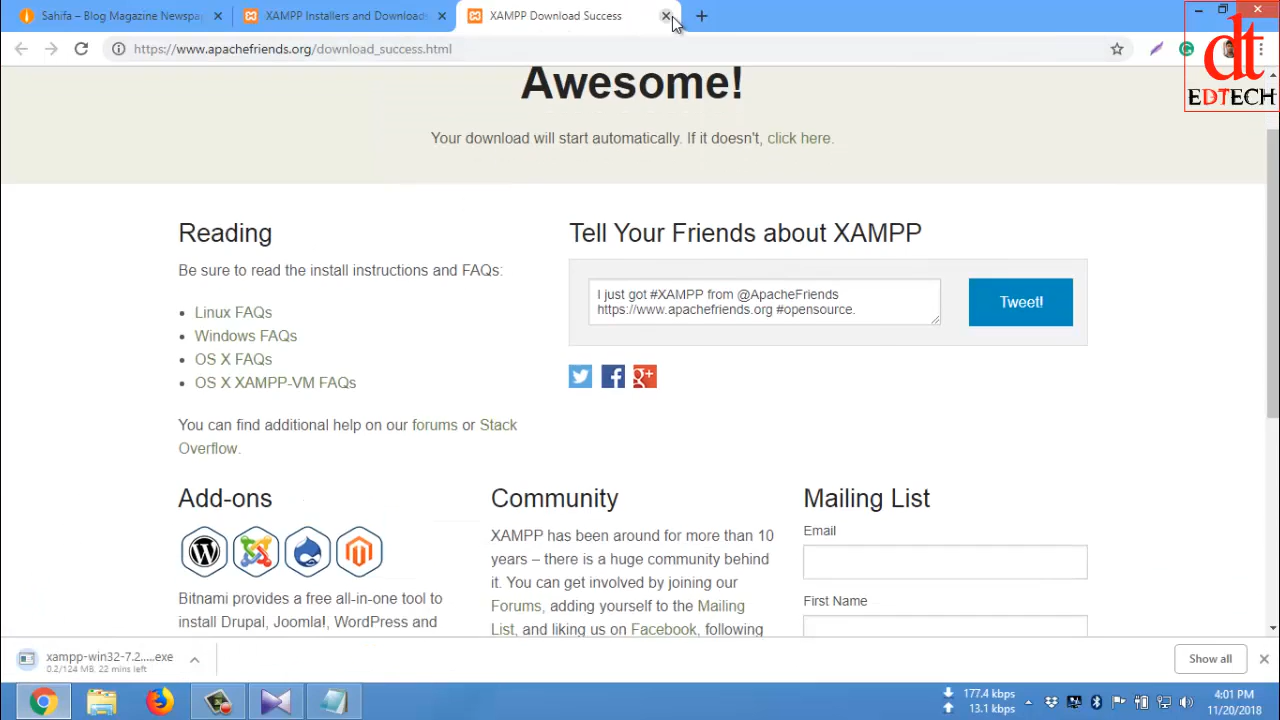 Sahifa – Blog Magazine Newspa
XAMPP Installers and Downloads
XAMPP Download Success
https://www.apachefriends.org/download_success.html
dt
EDTECH
Awesome!
Your download will start automatically. If it doesn't, click here.
Reading
Be sure to read the install instructions and FAQs:
Linux FAQs
Windows FAQs
OS X FAQs
OS X XAMPP-VM FAQs
You can find additional help on our forums or Stack
Overflow.
Tell Your Friends about XAMPP
I just got #XAMPP from @ApacheFriends
https://www.apachefriends.org #opensource.
Tweet!
Add-ons
Bitnami provides a free all-in-one tool to
install Drupal, Joomla!, WordPress and
Community
XAMPP has been around for more than 10
years – there is a huge community behind
it. You can get involved by joining our
Forums, adding yourself to the Mailing
List, and liking us on Facebook, following
Mailing List
Email
First Name
xampp-win32-7.2.....exe
0.2/124 MB, 22 mins left
Show all
177.4 kbps
13.1 kbps
4:01 PM
11/20/2018